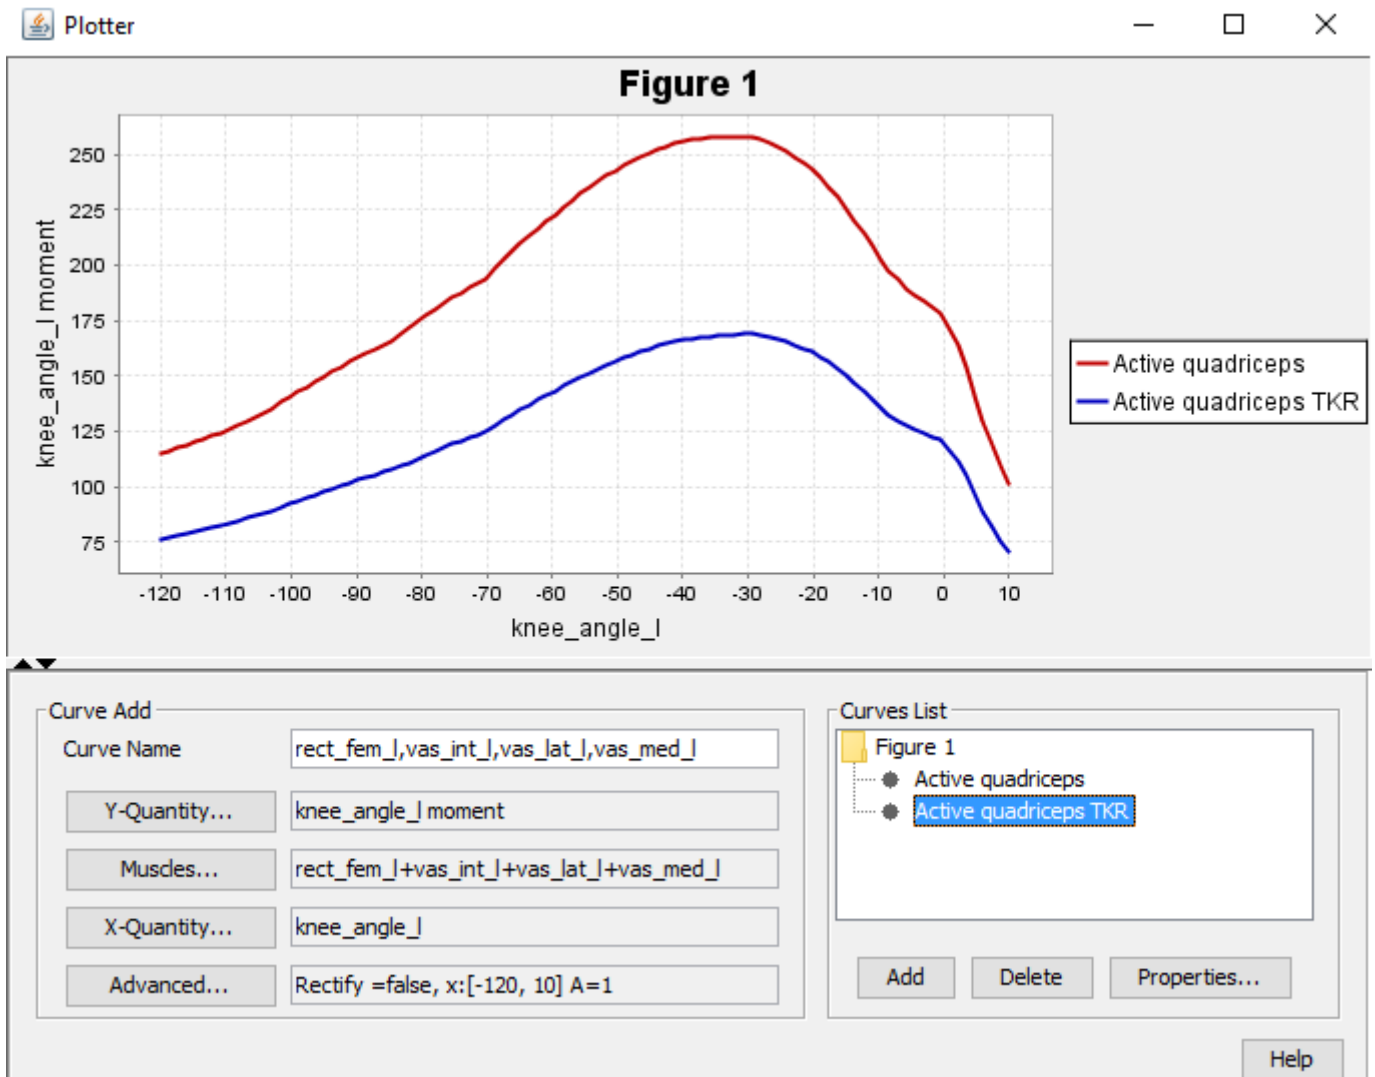 Plotter
Figure 1
250
225
200
175
150
125
100
75
knee_angle_l moment
-120 -110 -100 -90 -80 -70 -60 -50 -40 -30 -20 -10 0 10
knee_angle_l
Active quadriceps
Active quadriceps TKR
Curve Add
Curve Name rect_fem_l,vas_int_l,vas_lat_l,vas_med_l
Y-Quantity... knee_angle_l moment
Muscles... rect_fem_l+vas_int_l+vas_lat_l+vas_med_l
X-Quantity... knee_angle_l
Advanced... Rectify =false, x:[-120, 10] A=1
Curves List
Figure 1
Active quadriceps
Active quadriceps TKR
Add Delete Properties...
Help